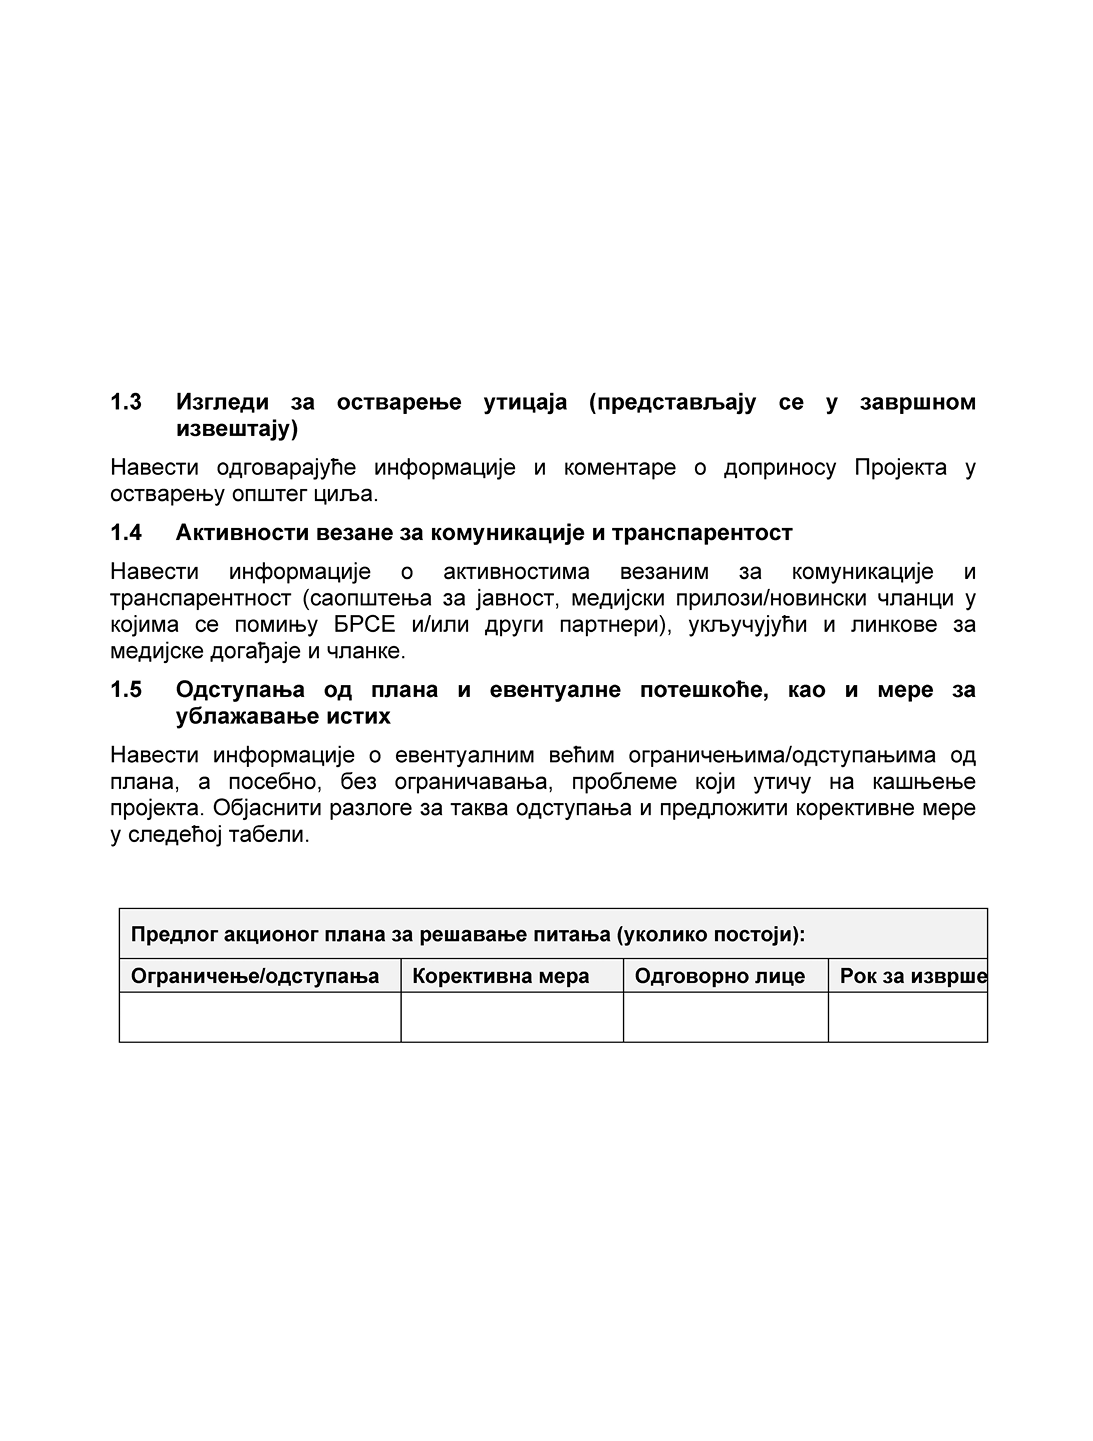 1.3 Изгледи за остварење утицаја (представљају се у завршном
извештају)
Навести одговарајуће информације и коментаре о доприносу Пројекта у
остварењу општег циља.
1.4 Активности везане за комуникације и транспарентост
Навести информације о активностима везаним за комуникације и
транспарентност (саопштења за јавност, медијски прилози/новински чланци у
којима се помињу БРСЕ и/или други партнери), укључујући и линкове за
медијске догађаје и чланке.
1.5 Одступања од плана и евентуалне потешкоће, као и мере за
ублажавање истих
Навести информације о евентуалним већим ограничењима/одступањима од
плана, а посебно, без ограничавања, проблеме који утичу на кашњење
пројекта. Објаснити разлоге за таква одступања и предложити корективне мере
у следећој табели.
Предлог акционог плана за решавање питања (уколико постоји):
Ограничење/одступања Корективна мера Одговорно лице Рок за изврше